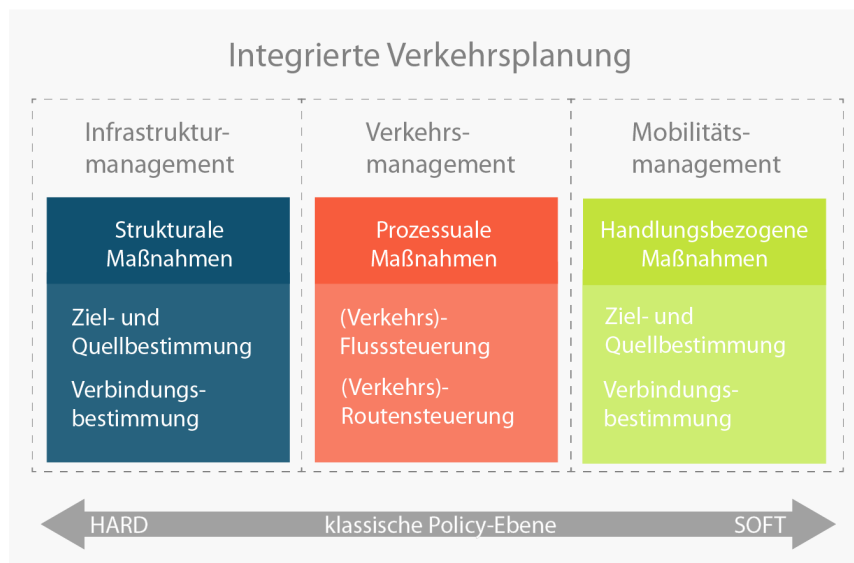 Integrierte Verkehrsplanung
Infrastruktur-
management
Verkehrs-
management
Mobilitäts-
management
Strukturale
Maßnahmen
Prozessuale
Maßnahmen
Handlungsbezogene
Maßnahmen
Ziel- und
Quellbestimmung
Verbindungs-
bestimmung
(Verkehrs)-
Flusssteuerung
(Verkehrs)-
Routensteuerung
Ziel- und
Quellbestimmung
Verbindungs-
bestimmung
HARD klassische Policy-Ebene SOFT